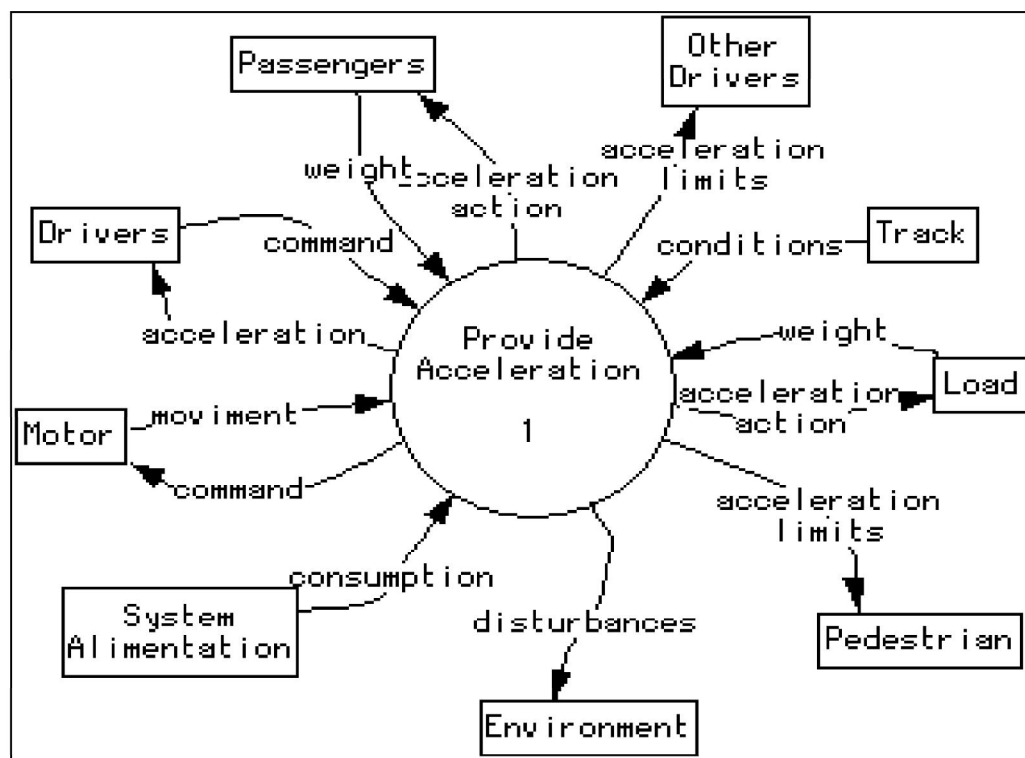 Passengers
Other
Drivers
weight
acceleration
action
acceleration
limits
Drivers
command
conditions
Track
acceleration
Provide
Acceleration
1
weight
Load
acceleration
action
Motor
moviment
command
acceleration
limits
consumption
System
Alimentation
disturbances
Pedestrian
Environment